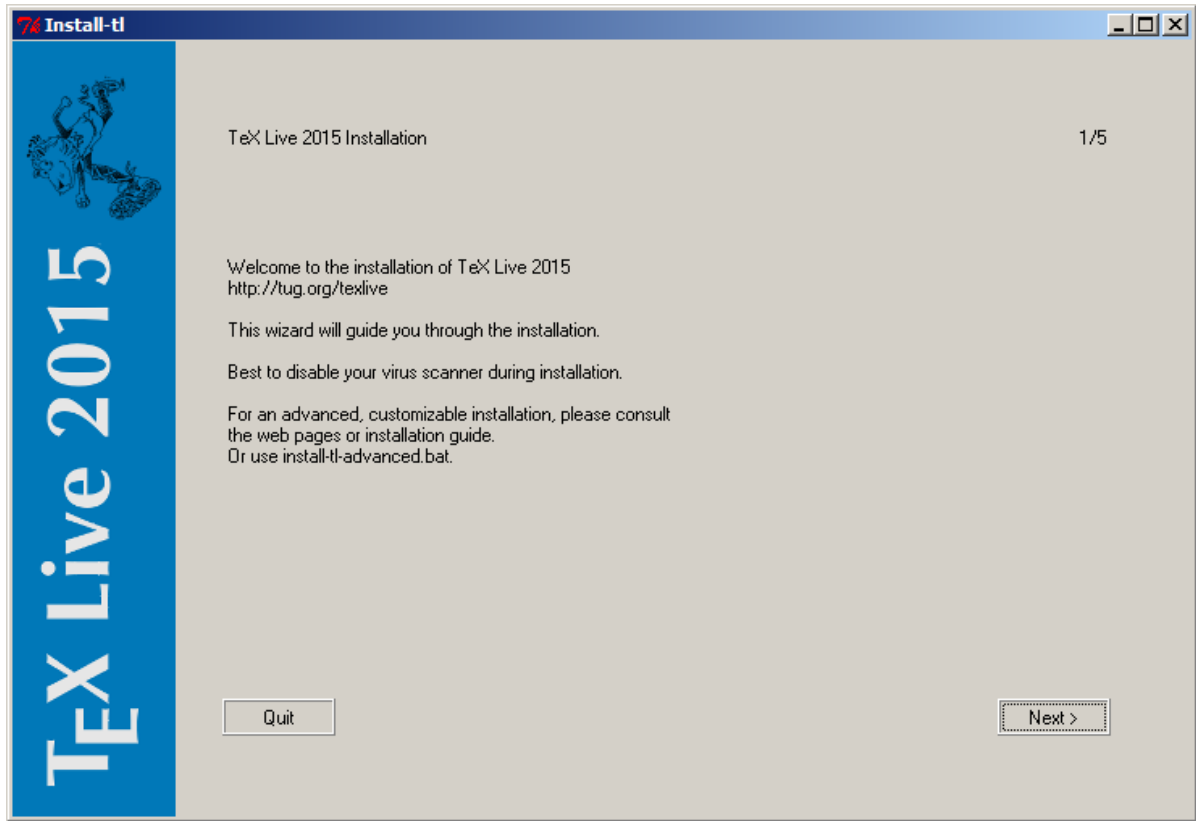 Install-tl
TEX Live 2015
TeX Live 2015 Installation 1/5
Welcome to the installation of TeX Live 2015
http://tug.org/texlive
This wizard will guide you through the installation.
Best to disable your virus scanner during installation.
For an advanced, customizable installation, please consult
the web pages or installation guide.
Or use install-tl-advanced.bat.
Quit Next >